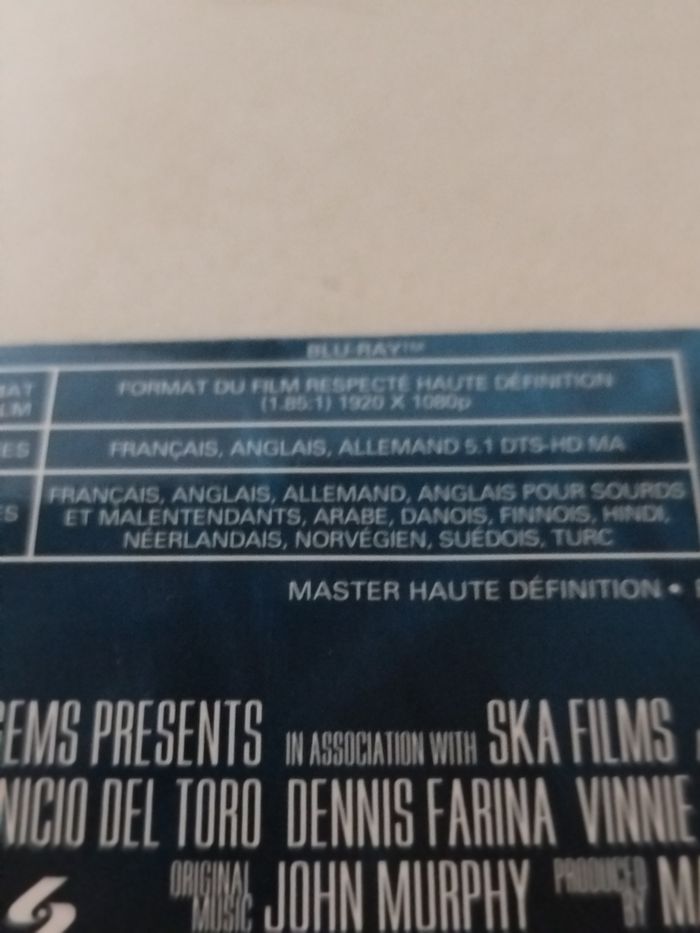 BLU-RAY™
FORMAT DU FILM RESPECTÉ HAUTE DÉFINITION
(1.85:1) 1920 X 1080p
FRANÇAIS, ANGLAIS, ALLEMAND 5.1 DTS-HD MA
FRANÇAIS, ANGLAIS, ALLEMAND, ANGLAIS POUR SOURDS
ET MALENTENDANTS, ARABE, DANOIS, FINNOIS, HINDI,
NÉERLANDAIS, NORVÉGIEN, SUÉDOIS, TURC
MASTER HAUTE DÉFINITION •
GEMS PRESENTS IN ASSOCIATION WITH SKA FILMS
NICIO DEL TORO DENNIS FARINA VINNIE
ORIGINAL MUSIC JOHN MURPHY PRODUCED BY M